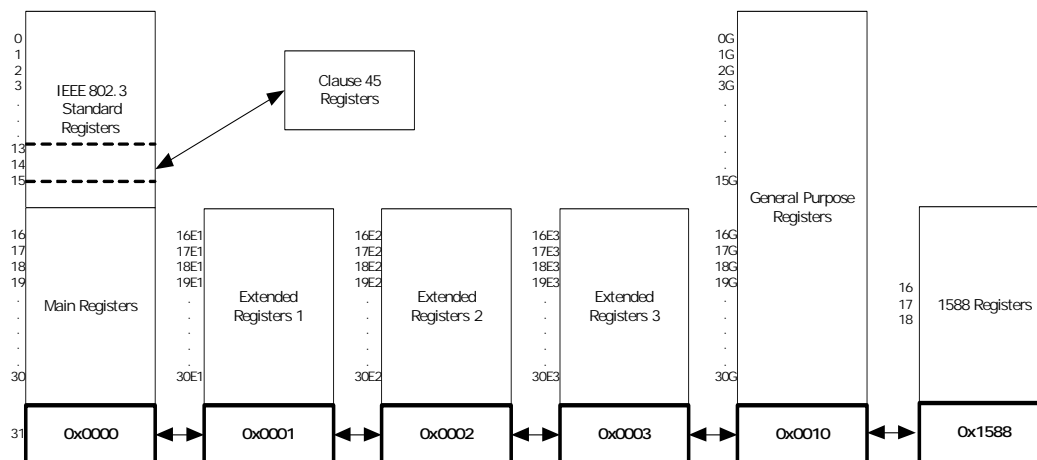 0
1
2
3
.
.
.
13
14
15
IEEE 802.3
Standard
Registers
Clause 45
Registers
16
17
18
19
.
.
.
.
30
Main Registers
16E1
17E1
18E1
19E1
.
.
.
.
.
30E1
Extended
Registers 1
16E2
17E2
18E2
19E2
.
.
.
.
.
30E2
Extended
Registers 2
16E3
17E3
18E3
19E3
.
.
.
.
.
30E3
Extended
Registers 3
0G
1G
2G
3G
.
.
.
.
.
15G
16G
17G
18G
19G
.
.
.
.
.
30G
General Purpose
Registers
16
17
18
.
.
1588 Registers
31
0x0000
0x0001
0x0002
0x0003
0x0010
0x1588